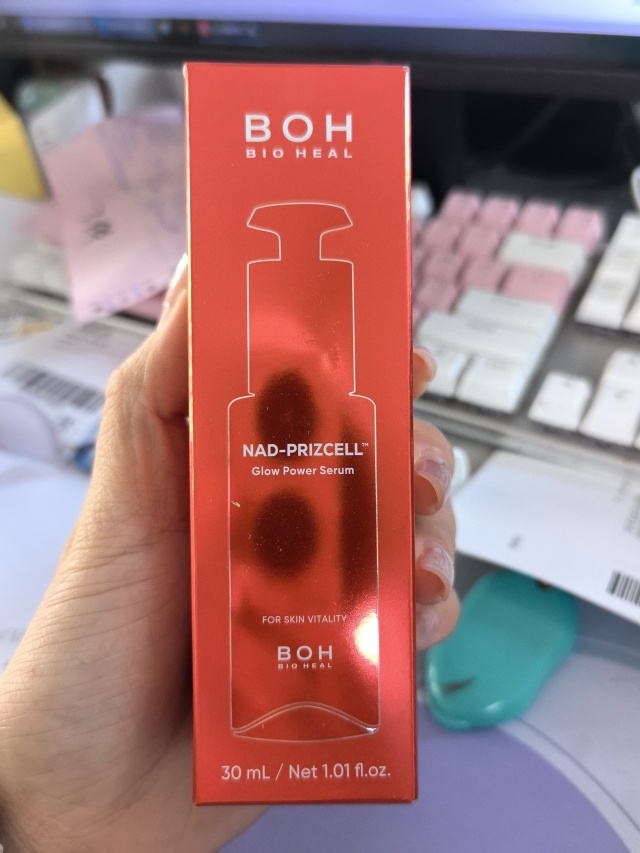 BOH
BIO HEAL
NAD-PRIZCELL™
Glow Power Serum
FOR SKIN VITALITY
BOH
BIO HEAL
30 mL / Net 1.01 fl.oz.